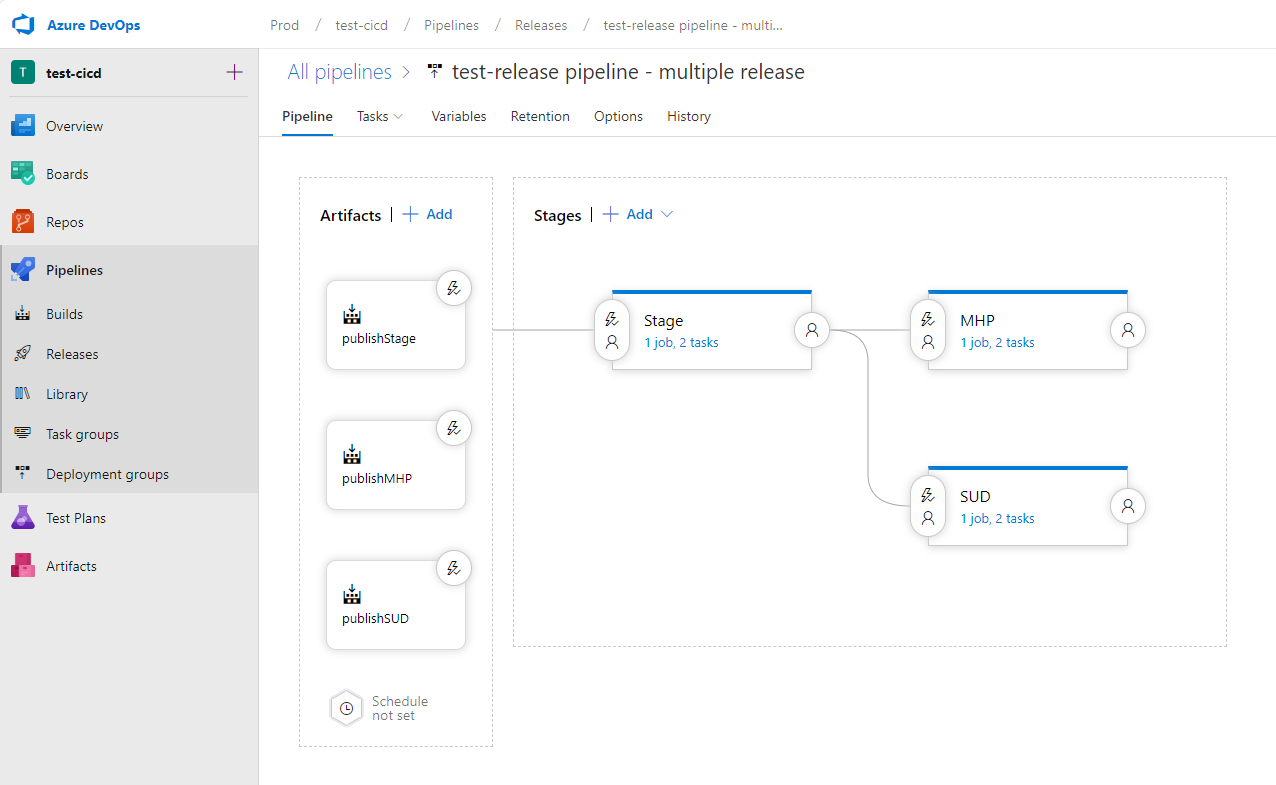 Azure DevOps
Prod / test-cicd / Pipelines / Releases / test-release pipeline - multi...
T test-cicd
Overview
Boards
Repos
Pipelines
Builds
Releases
Library
Task groups
Deployment groups
Test Plans
Artifacts
All pipelines > test-release pipeline - multiple release
Pipeline Tasks Variables Retention Options History
Artifacts | + Add
publishStage
publishMHP
publishSUD
Schedule
not set
Stages | + Add
Stage
1 job, 2 tasks
MHP
1 job, 2 tasks
SUD
1 job, 2 tasks